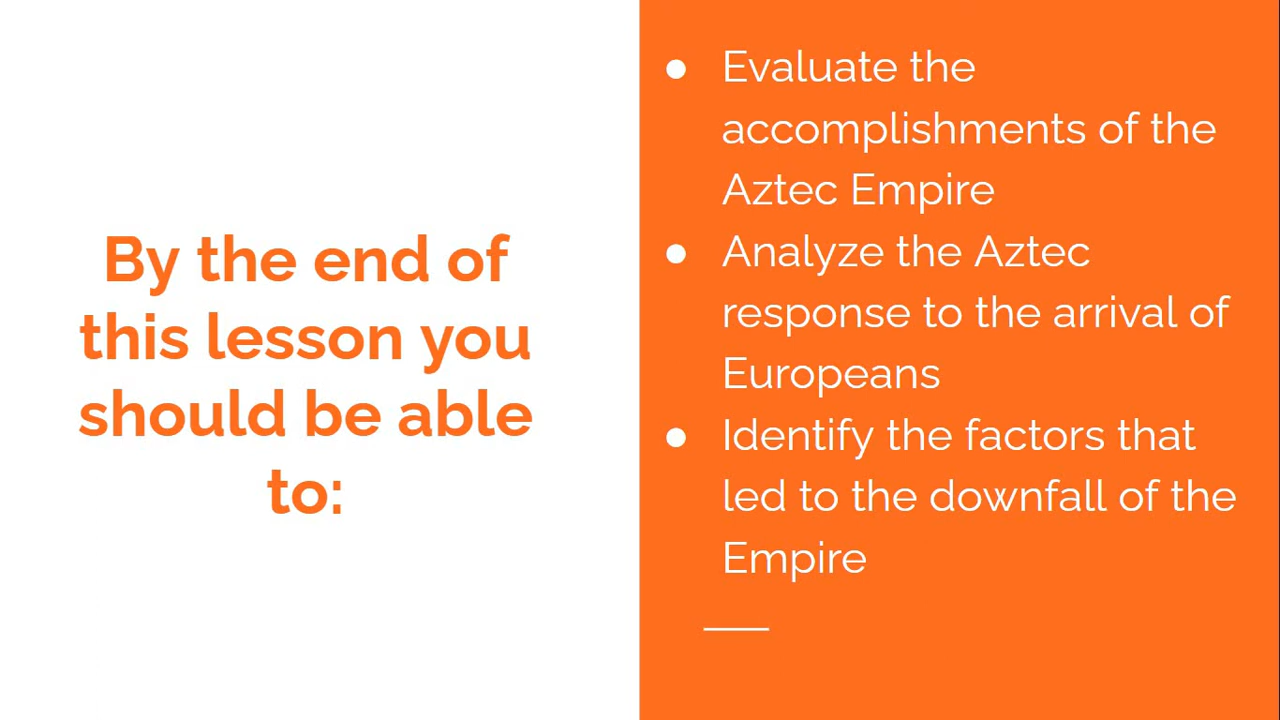 By the end of
this lesson you
should be able
to:
● Evaluate the
accomplishments of the
Aztec Empire
● Analyze the Aztec
response to the arrival of
Europeans
● Identify the factors that
led to the downfall of the
Empire